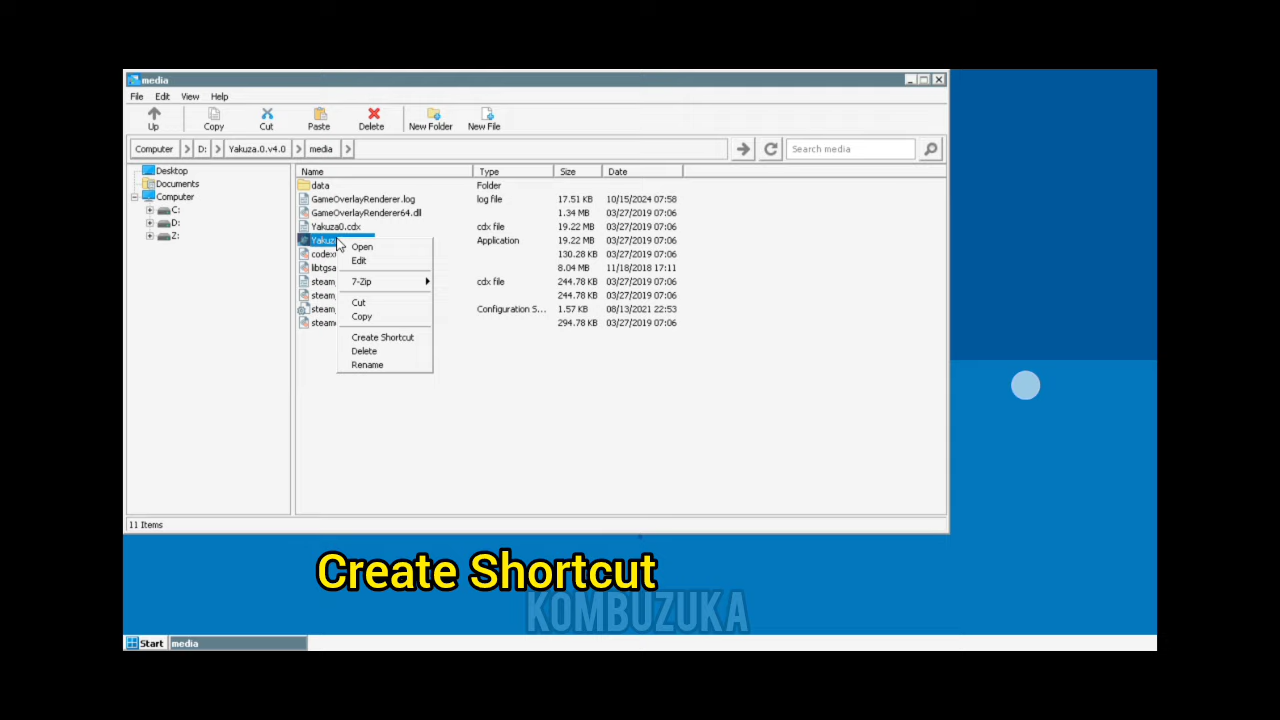 media
File Edit View Help
Up Copy Cut Paste Delete New Folder New File
Computer D: Yakuza.0.v4.0 media Search media
Desktop
Documents
Computer
C:
D:
Z:
Name Type Size Date
data Folder
GameOverlayRenderer.log log file 17.51 KB 10/15/2024 07:58
GameOverlayRenderer64.dll 1.34 MB 03/27/2019 07:06
Yakuza0.cdx cdx file 19.22 MB 03/27/2019 07:06
Yakuz Application 19.22 MB 03/27/2019 07:06
codex 130.28 KB 03/27/2019 07:06
libtgsa 8.04 MB 11/18/2018 17:11
steam_ cdx file 244.78 KB 03/27/2019 07:06
steam_ 244.78 KB 03/27/2019 07:06
steam_ Configuration S... 1.57 KB 08/13/2021 22:53
steam 294.78 KB 03/27/2019 07:06
Open
Edit
7-Zip
Cut
Copy
Create Shortcut
Delete
Rename
11 Items
Create Shortcut
KOMBUZUKA
Start media